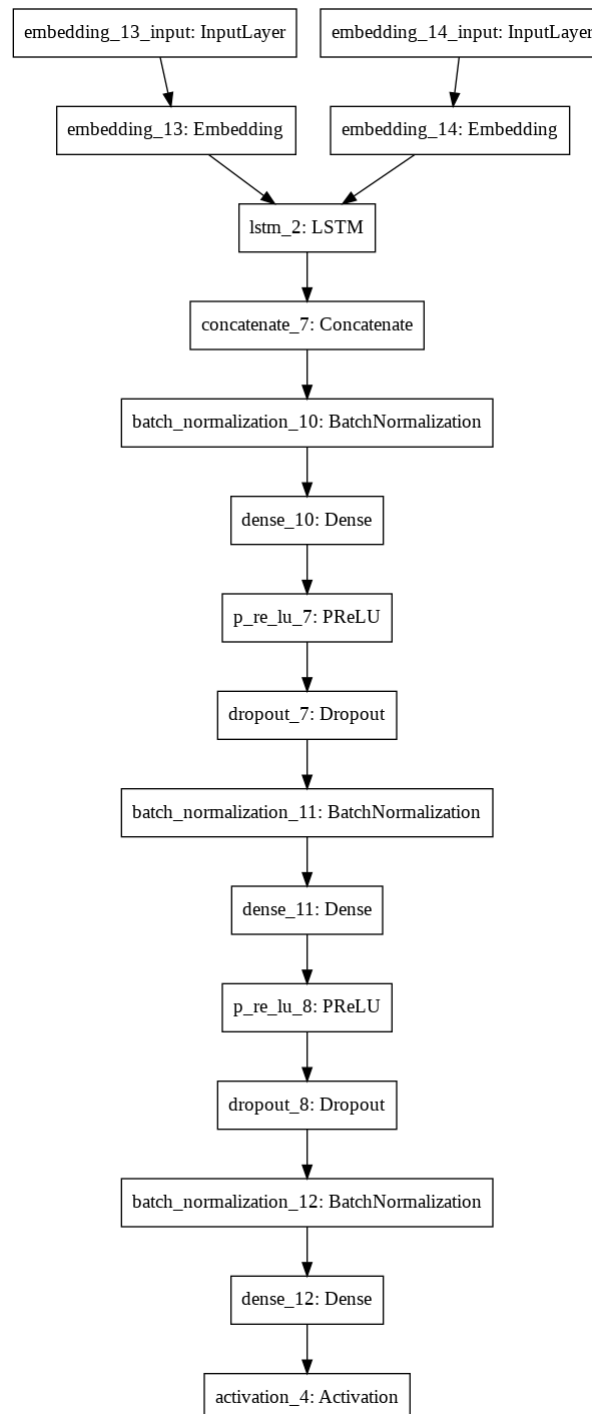 embedding_13_input: InputLayer
embedding_14_input: InputLayer
embedding_13: Embedding
embedding_14: Embedding
lstm_2: LSTM
concatenate_7: Concatenate
batch_normalization_10: BatchNormalization
dense_10: Dense
p_re_lu_7: PReLU
dropout_7: Dropout
batch_normalization_11: BatchNormalization
dense_11: Dense
p_re_lu_8: PReLU
dropout_8: Dropout
batch_normalization_12: BatchNormalization
dense_12: Dense
activation_4: Activation